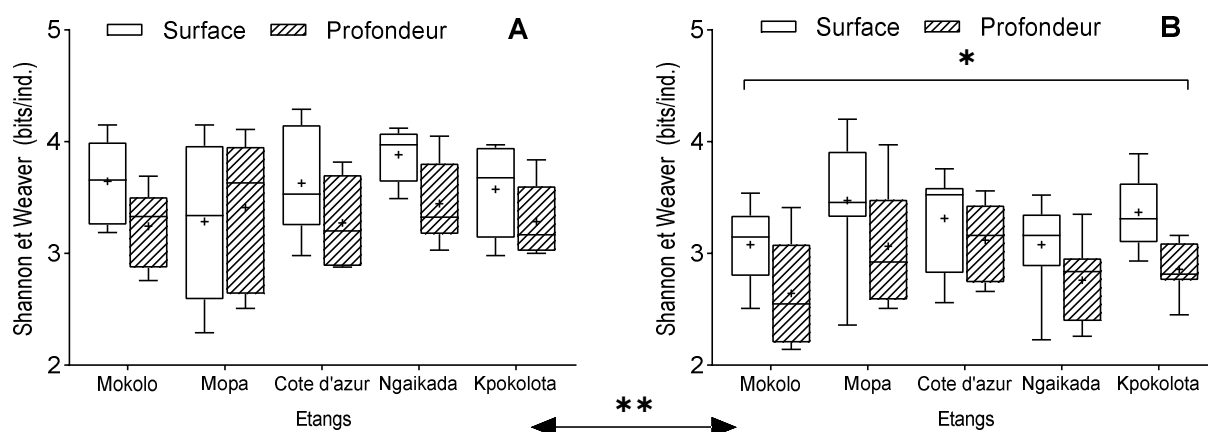 Surface Profondeur A
Shannon et Weaver (bits/ind.)
5
4
3
2
Mokolo Mopa Cote d'azur Ngaikada Kpokolota
Etangs
Surface Profondeur B
*
Shannon et Weaver (bits/ind.)
5
4
3
2
Mokolo Mopa Cote d'azur Ngaikada Kpokolota
Etangs
**